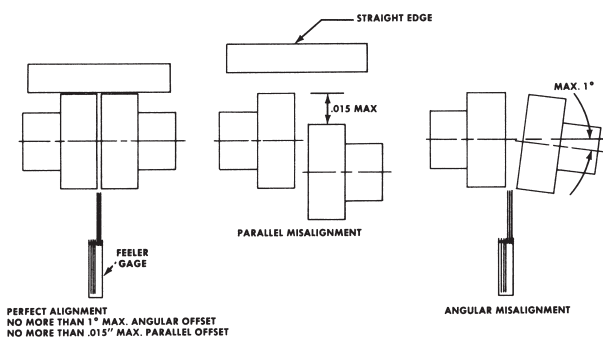 STRAIGHT EDGE
.015 MAX
MAX. 1°
PARALLEL MISALIGNMENT
FEELER
GAGE
ANGULAR MISALIGNMENT
PERFECT ALIGNMENT
NO MORE THAN 1° MAX. ANGULAR OFFSET
NO MORE THAN .015" MAX. PARALLEL OFFSET